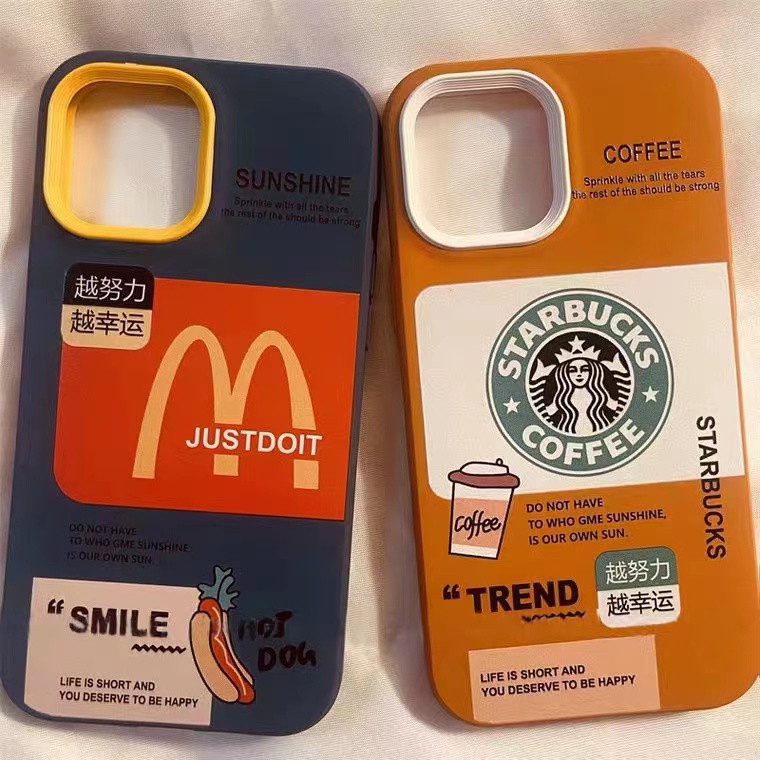 SUNSHINE
Sprinkle with all the tears
the rest of the should be strong
越努力
越幸运
JUSTDOIT
DO NOT HAVE
TO WHO GME SUNSHINE
IS OUR OWN SUN.
“SMILE
HOT
DOG
LIFE IS SHORT AND
YOU DESERVE TO BE HAPPY
COFFEE
Sprinkle with all the tears
the rest of the should be strong
STARBUCKS
COFFEE
STARBUCKS
coffee
DO NOT HAVE
TO WHO GME SUNSHINE,
IS OUR OWN SUN.
“TREND
越努力
越幸运
LIFE IS SHORT AND
YOU DESERVE TO BE HAPPY